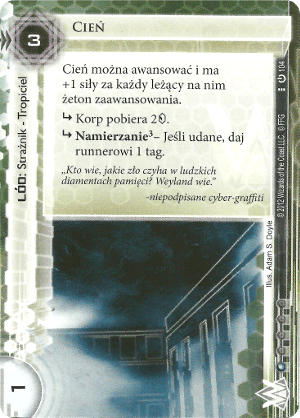 3
CIEŃ
Cień można awansować i ma
+1 siły za każdy leżący na nim
żeton zaawansowania.
↳ Korp pobiera 2
↳ Namierzanie³– Jeśli udane, daj
runnerowi 1 tag.
„Kto wie, jakie zło czyha w ludzkich
diamentach pamięci? Weyland wie.”
-niepodpisane cyber-graffiti
LÓD: Strażnik - Tropiciel
104
Illus. Adam S. Doyle
© 2012 Wizards of the Coast LLC. © FFG
1